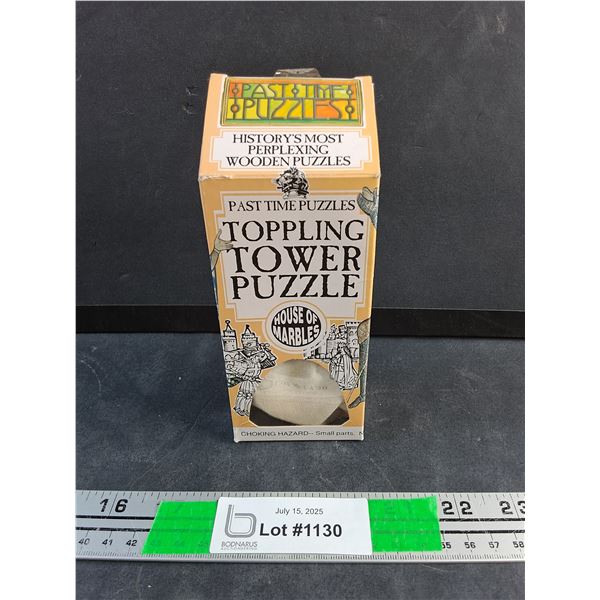 PAST TIME
PUZZLES
HISTORY'S MOST
PERPLEXING
WOODEN PUZZLES
PAST TIME PUZZLES
TOPPLING
TOWER
PUZZLE
HOUSE OF
MARBLES
CHOKING HAZARD-- Small parts.
16 22 23
July 15, 2025
Lot #1130
b
BODNARUS
40 41 42 43 55 56 57 58